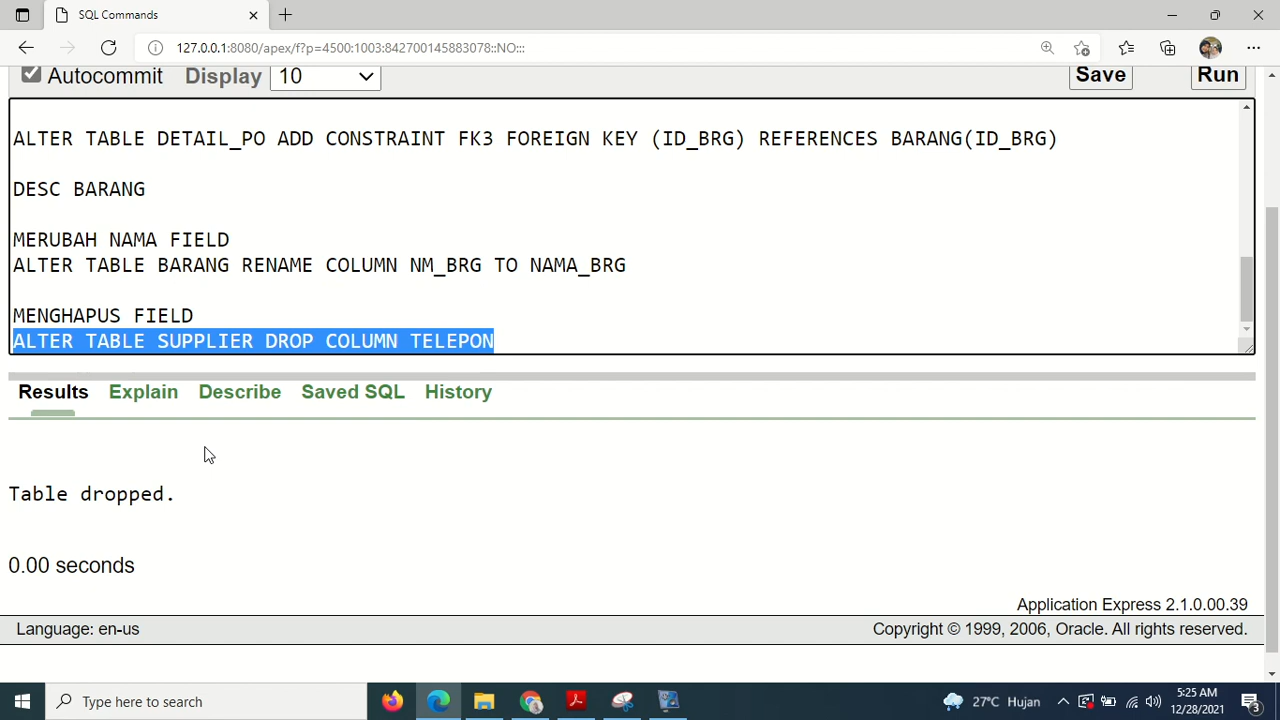 SQL Commands
127.0.0.1:8080/apex/f?p=4500:1003:842700145883078::NO:::
Autocommit Display 10 Save Run
ALTER TABLE DETAIL_PO ADD CONSTRAINT FK3 FOREIGN KEY (ID_BRG) REFERENCES BARANG(ID_BRG)
DESC BARANG
MERUBAH NAMA FIELD
ALTER TABLE BARANG RENAME COLUMN NM_BRG TO NAMA_BRG
MENGHAPUS FIELD
ALTER TABLE SUPPLIER DROP COLUMN TELEPON
Results Explain Describe Saved SQL History
Table dropped.
0.00 seconds
Application Express 2.1.0.00.39
Language: en-us Copyright © 1999, 2006, Oracle. All rights reserved.
Type here to search 27°C Hujan 5:25 AM
12/28/2021 3